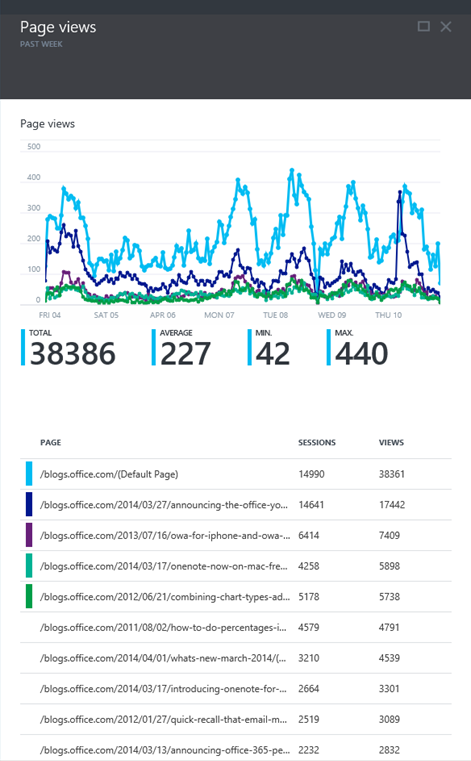 Page views
PAST WEEK
Page views
500
400
300
200
100
0
FRI 04 SAT 05 APR 06 MON 07 TUE 08 WED 09 THU 10
TOTAL AVERAGE MIN. MAX.
38386 227 42 440
PAGE SESSIONS VIEWS
/blogs.office.com/(Default Page) 14990 38361
/blogs.office.com/2014/03/27/announcing-the-office-yo... 14641 17442
/blogs.office.com/2013/07/16/owa-for-iphone-and-owa-... 6414 7409
/blogs.office.com/2014/03/17/onenote-now-on-mac-fre... 4258 5898
/blogs.office.com/2012/06/21/combining-chart-types-ad... 5178 5738
/blogs.office.com/2011/08/02/how-to-do-percentages-i... 4579 4791
/blogs.office.com/2014/04/01/whats-new-march-2014/(... 3210 4539
/blogs.office.com/2014/03/17/introducing-onenote-for-... 2664 3301
/blogs.office.com/2012/01/27/quick-recall-that-email-m... 2519 3089
/blogs.office.com/2014/03/13/announcing-office-365-pe... 2232 2832